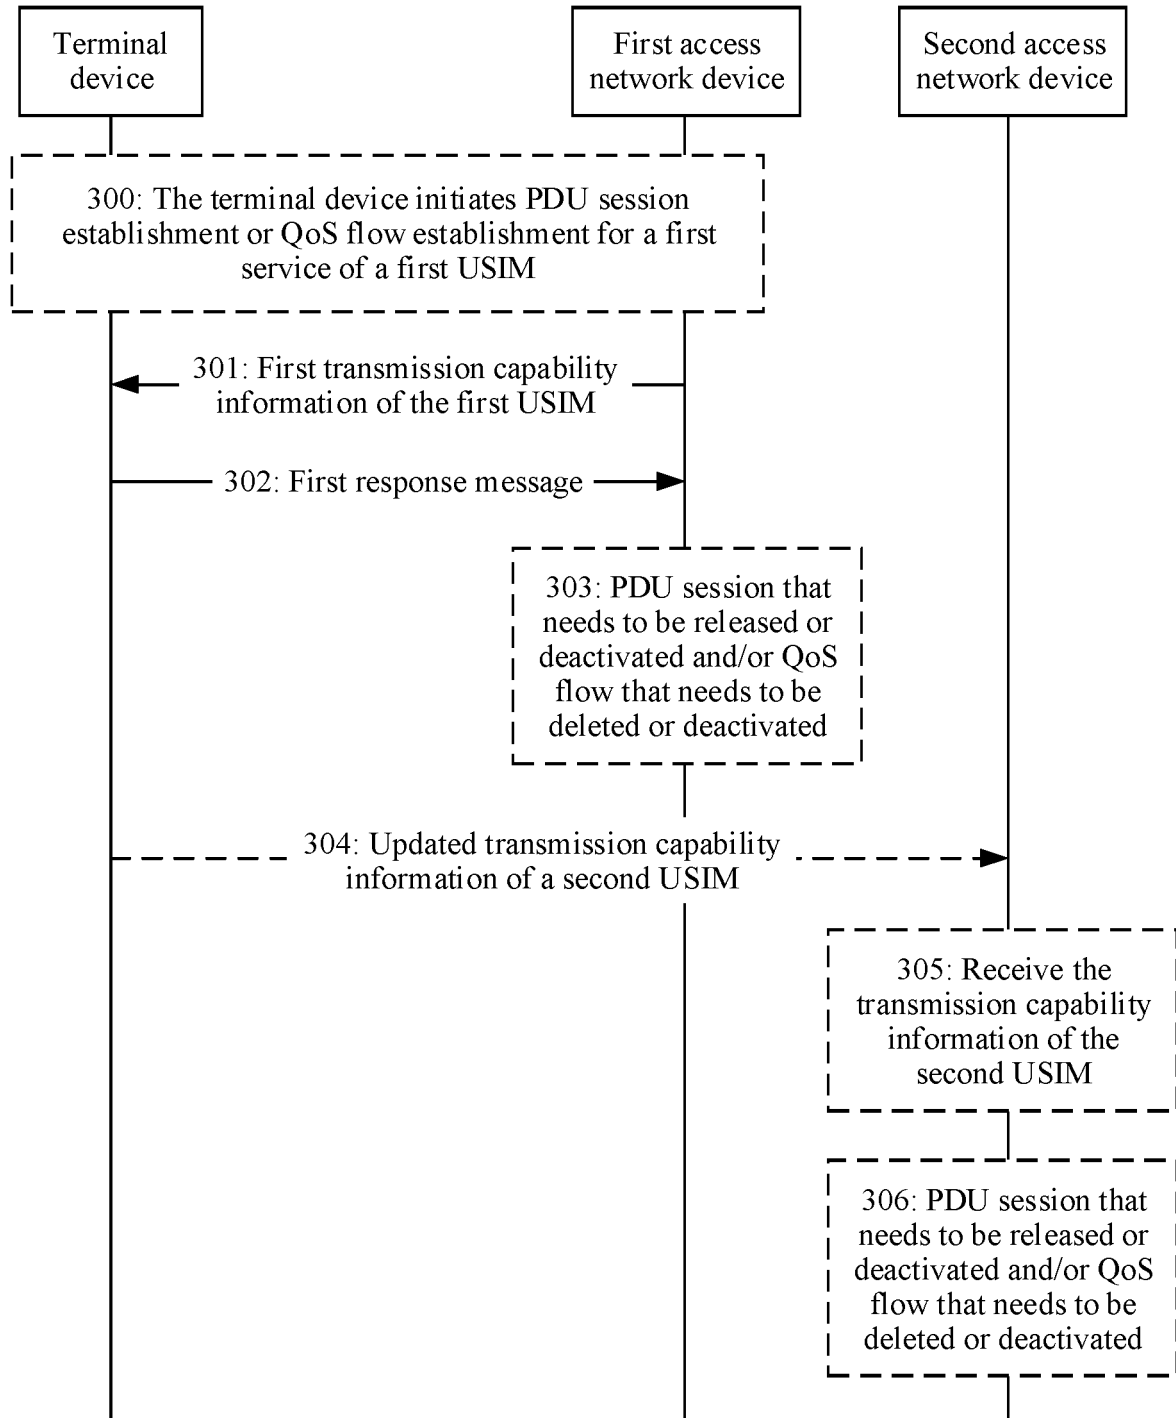 Terminal
device
First access
network device
Second access
network device
300: The terminal device initiates PDU session
establishment or QoS flow establishment for a first
service of a first USIM
301: First transmission capability
information of the first USIM
302: First response message
303: PDU session that
needs to be released or
deactivated and/or QoS
flow that needs to be
deleted or deactivated
304: Updated transmission capability
information of a second USIM
305: Receive the
transmission capability
information of the
second USIM
306: PDU session that
needs to be released or
deactivated and/or QoS
flow that needs to be
deleted or deactivated